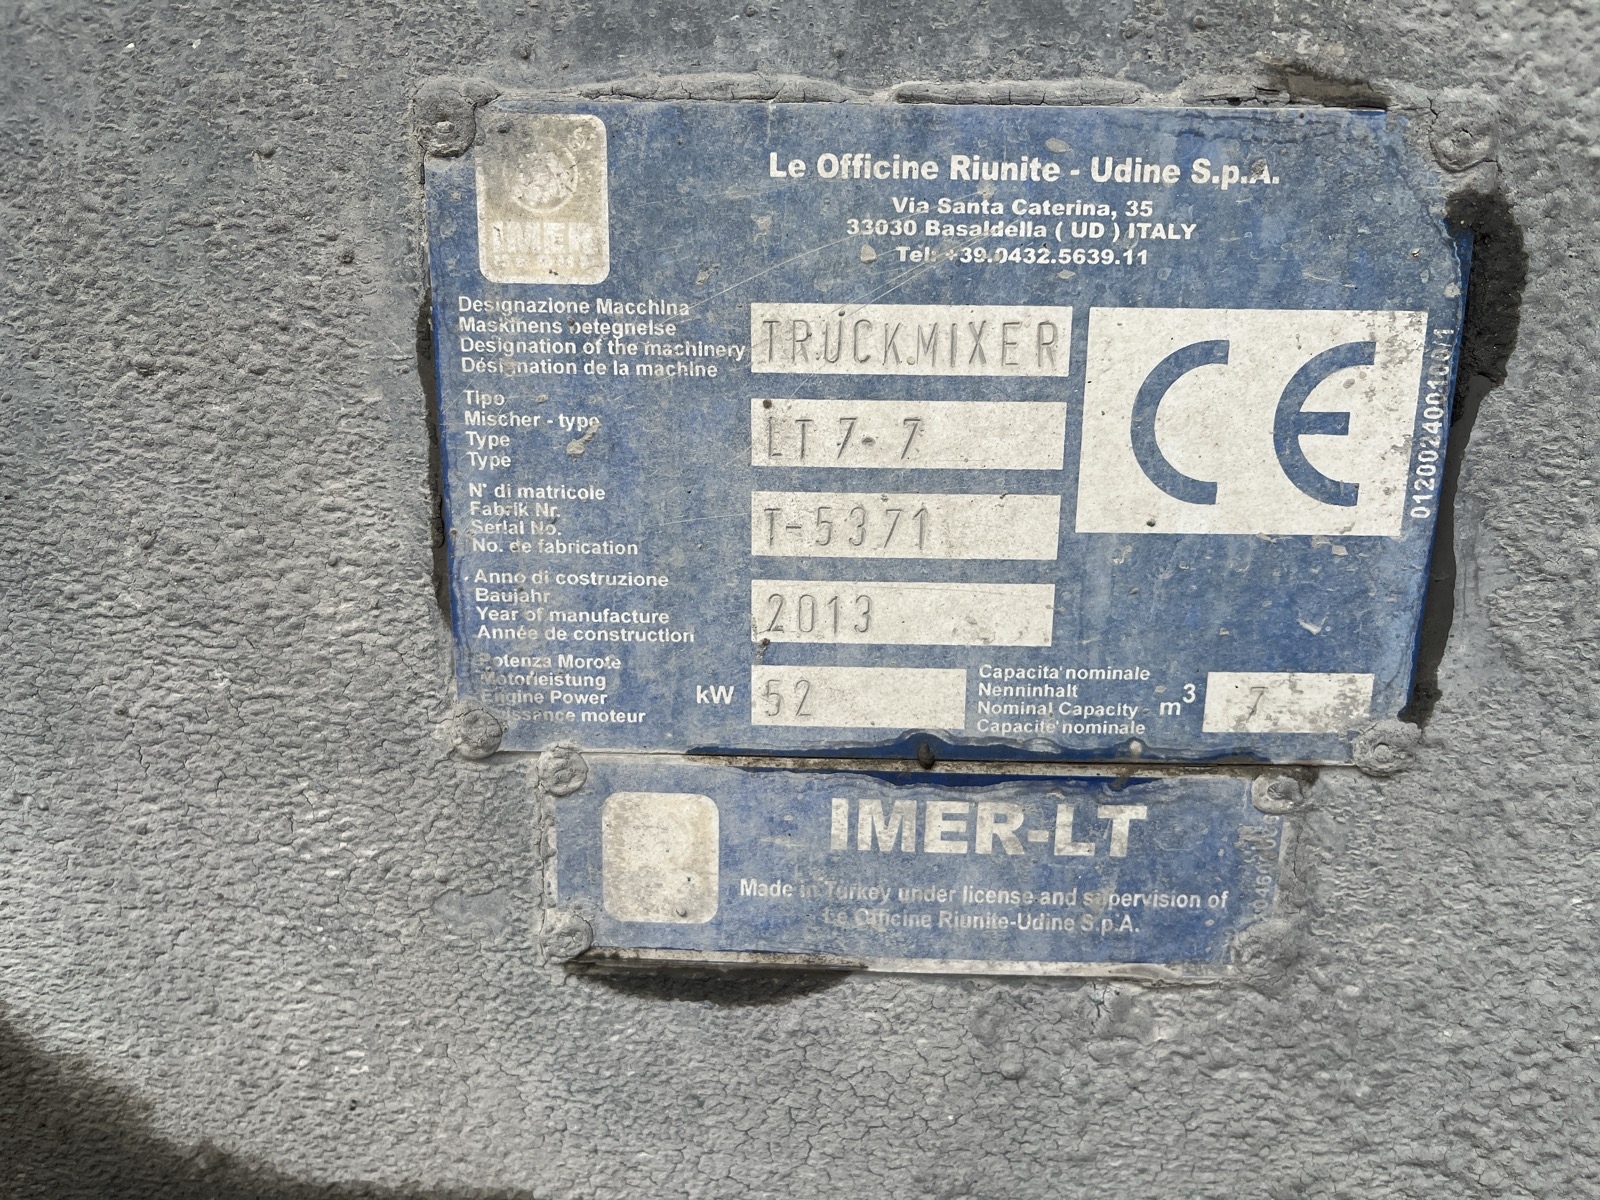 IMER
Le Officine Riunite - Udine S.p.A.
Via Santa Caterina, 35
33030 Basaldella ( UD ) ITALY
Tel: +39.0432.5639.11
Designazione Macchina
Maskinens betegnelse
Designation of the machinery
Désignation de la machine
TRUCKMIXER
Tipo
Mischer - type
Type
Type
LT 7-7
N° di matricole
Fabrik Nr.
Serial No.
No. de fabrication
T-5371
Anno di costruzione
Baujahr
Year of manufacture
Année de construction
2013
Potenza Morote
Motorleistung
Engine Power
Puissance moteur
kW
52
Capacita' nominale
Nenninhalt
Nominal Capacity
Capacite' nominale
m3
7
CE
012002400100/1
IMER-LT
Made in Turkey under license and supervision of
Le Officine Riunite-Udine S.p.A.